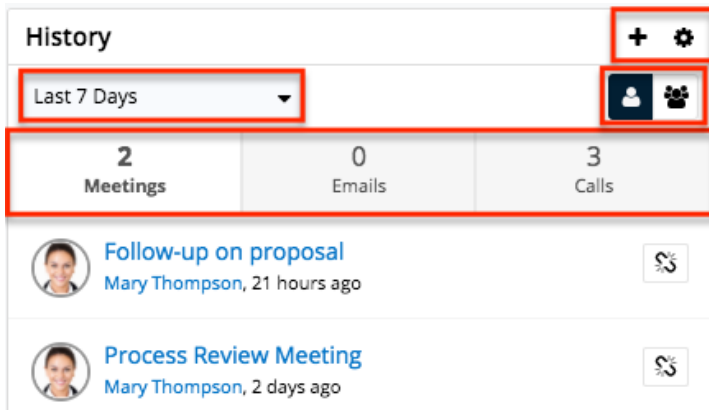 History
Last 7 Days
2 0 3
Meetings Emails Calls
Follow-up on proposal
Mary Thompson, 21 hours ago
Process Review Meeting
Mary Thompson, 2 days ago